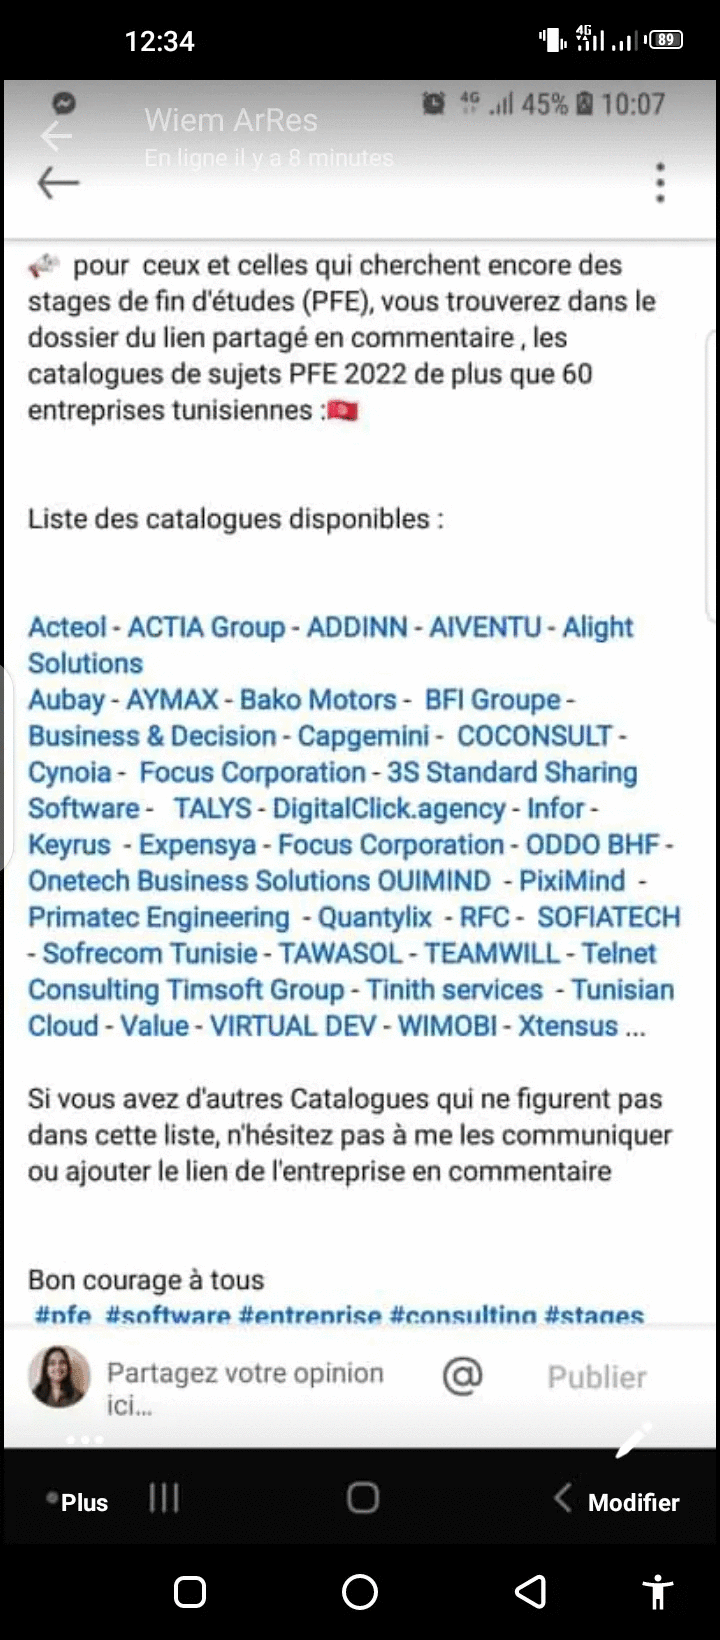 12:34
4G
89
Wiem ArRes
4G 45% 10:07
En ligne il y a 8 minutes
pour ceux et celles qui cherchent encore des
stages de fin d'études (PFE), vous trouverez dans le
dossier du lien partagé en commentaire , les
catalogues de sujets PFE 2022 de plus que 60
entreprises tunisiennes :
Liste des catalogues disponibles :
Acteol - ACTIA Group - ADDINN - AIVENTU - Alight
Solutions
Aubay - AYMAX - Bako Motors - BFI Groupe -
Business & Decision - Capgemini - COCONSULT -
Cynoia - Focus Corporation - 3S Standard Sharing
Software - TALYS - DigitalClick.agency - Infor -
Keyrus - Expensya - Focus Corporation - ODDO BHF -
Onetech Business Solutions OUIMIND - PixiMind -
Primatec Engineering - Quantylix - RFC - SOFIATECH
- Sofrecom Tunisie - TAWASOL - TEAMWILL - Telnet
Consulting Timsoft Group - Tinith services - Tunisian
Cloud - Value - VIRTUAL DEV - WIMOBI - Xtensus ...
Si vous avez d'autres Catalogues qui ne figurent pas
dans cette liste, n'hésitez pas à me les communiquer
ou ajouter le lien de l'entreprise en commentaire
Bon courage à tous
#pfe #software #entreprise #consulting #stages
Partagez votre opinion
ici...
@
Publier
Plus
Modifier